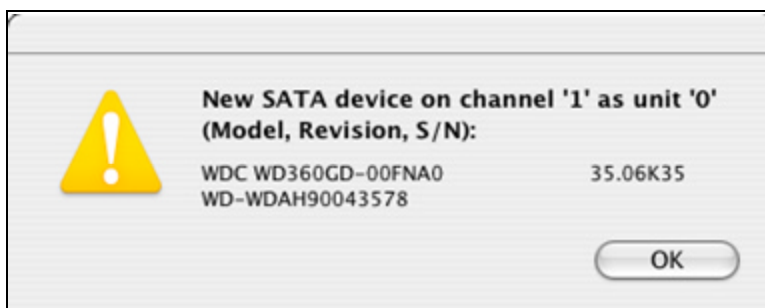 New SATA device on channel '1' as unit '0'
(Model, Revision, S/N):
WDC WD360GD-00FNA0 35.06K35
WD-WDAH90043578
OK